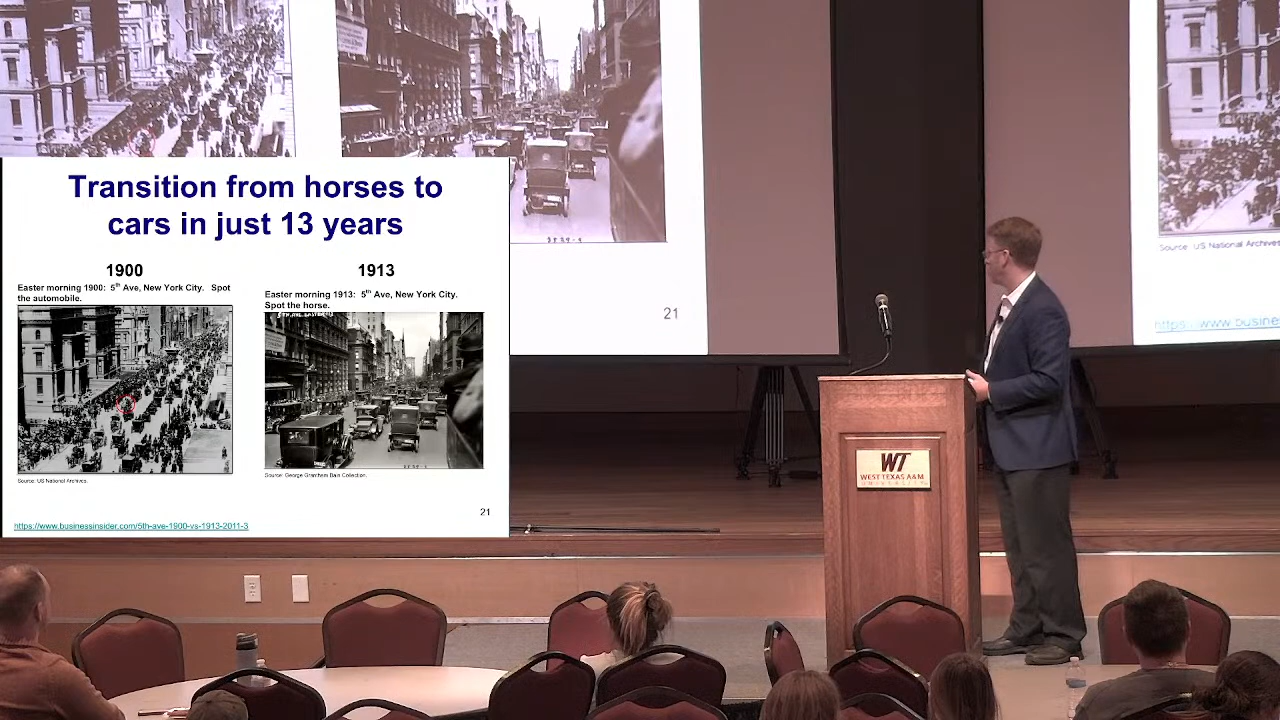 Transition from horses to
cars in just 13 years
1900
Easter morning 1900: 5th Ave, New York City. Spot
the automobile.
Source: US National Archives.
1913
Easter morning 1913: 5th Ave, New York City.
Spot the horse.
Source: George Grantham Bain Collection.
https://www.businessinsider.com/5th-ave-1900-vs-1913-2011-3
21
21
Source: US National Archives
https://www.busine
WT
WEST TEXAS A&M
UNIVERSITY